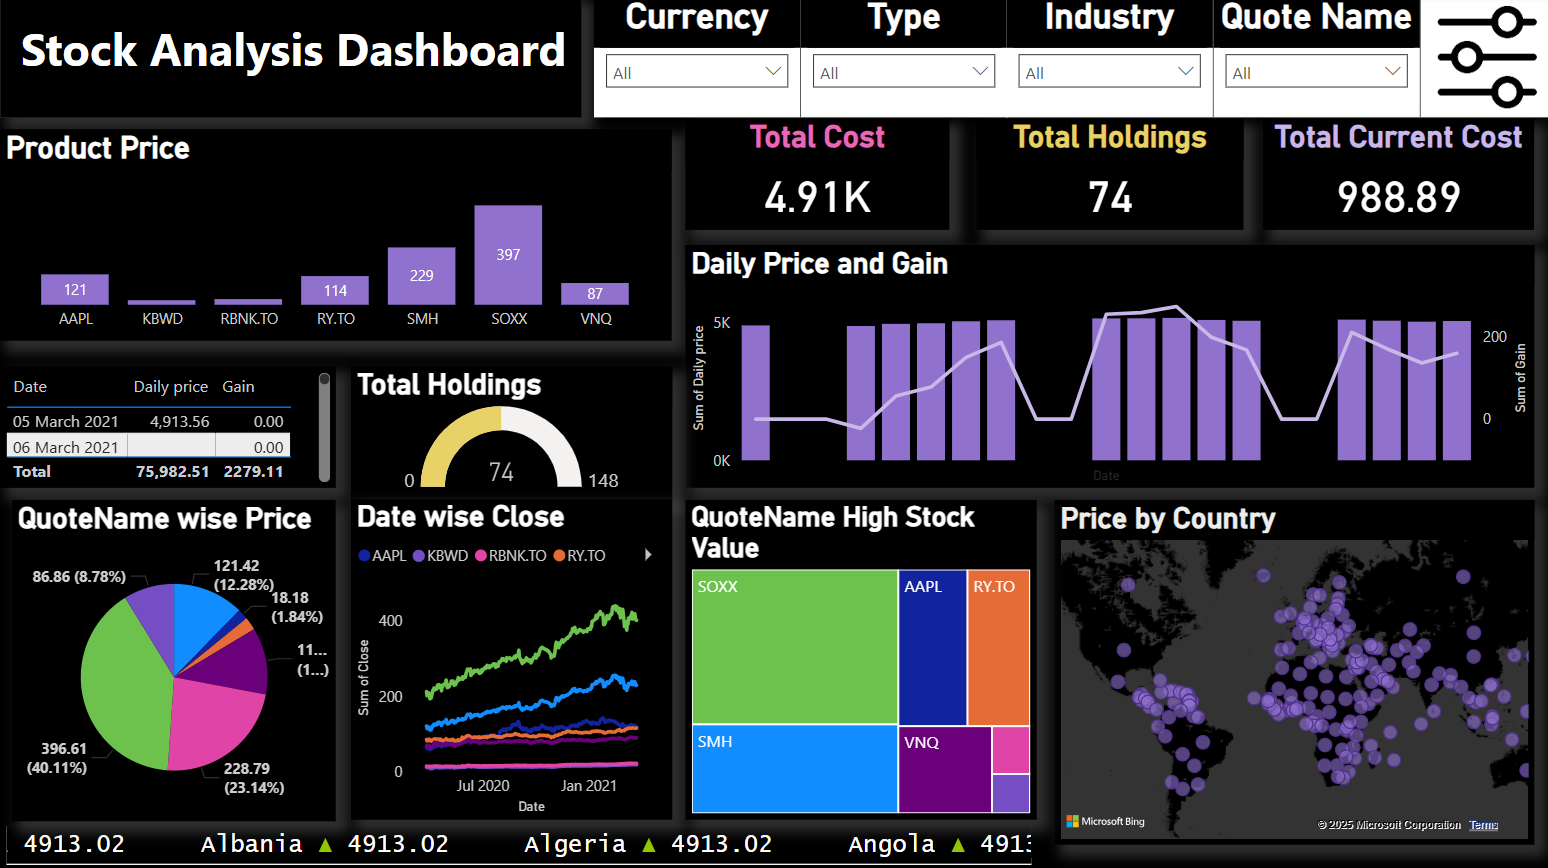 Stock Analysis Dashboard
Currency
Type
Industry
Quote Name
All
All
All
All
Product Price
121
114
229
397
87
AAPL
KBWD
RBNK.TO
RY.TO
SMH
SOXX
VNQ
Total Cost
4.91K
Total Holdings
74
Total Current Cost
988.89
Daily Price and Gain
Sum of Daily price
5K
0K
200
0
Sum of Gain
Date
Date Daily price Gain
05 March 2021 4,913.56 0.00
06 March 2021 0.00
Total 75,982.51 2279.11
Total Holdings
0
74
148
QuoteName wise Price
121.42
(12.28%)
18.18
(1.84%)
11...
(1...)
228.79
(23.14%)
396.61
(40.11%)
86.86 (8.78%)
Date wise Close
AAPL KBWD RBNK.TO RY.TO
Sum of Close
400
200
0
Jul 2020
Jan 2021
Date
QuoteName High Stock
Value
SOXX
AAPL
RY.TO
SMH
VNQ
Price by Country
Microsoft Bing
© 2025 Microsoft Corporation Terms
4913.02 Albania ▲ 4913.02 Algeria ▲ 4913.02 Angola ▲ 491